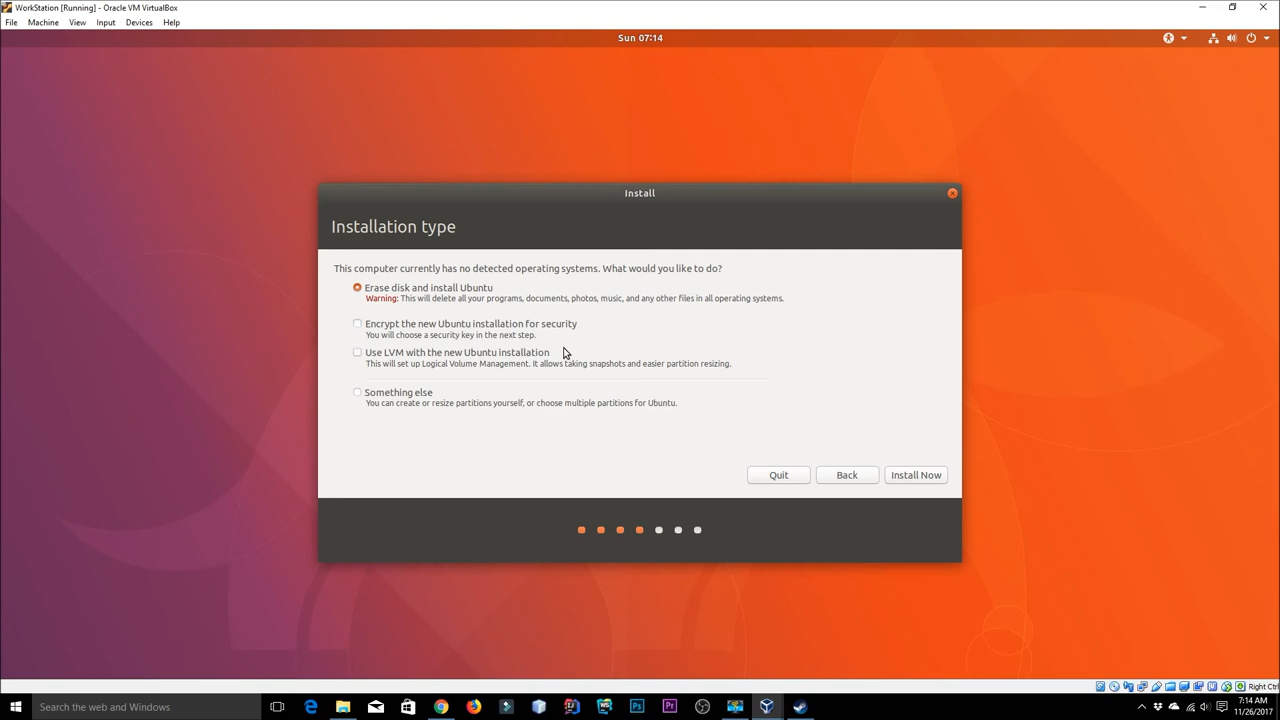 WorkStation [Running] - Oracle VM VirtualBox
File Machine View Input Devices Help
Sun 07:14
Install
Installation type
This computer currently has no detected operating systems. What would you like to do?
Erase disk and install Ubuntu
Warning: This will delete all your programs, documents, photos, music, and any other files in all operating systems.
Encrypt the new Ubuntu installation for security
You will choose a security key in the next step.
Use LVM with the new Ubuntu installation
This will set up Logical Volume Management. It allows taking snapshots and easier partition resizing.
Something else
You can create or resize partitions yourself, or choose multiple partitions for Ubuntu.
Quit Back Install Now
Right Ctrl
Search the web and Windows
Ps Pr
7:14 AM
11/26/2017